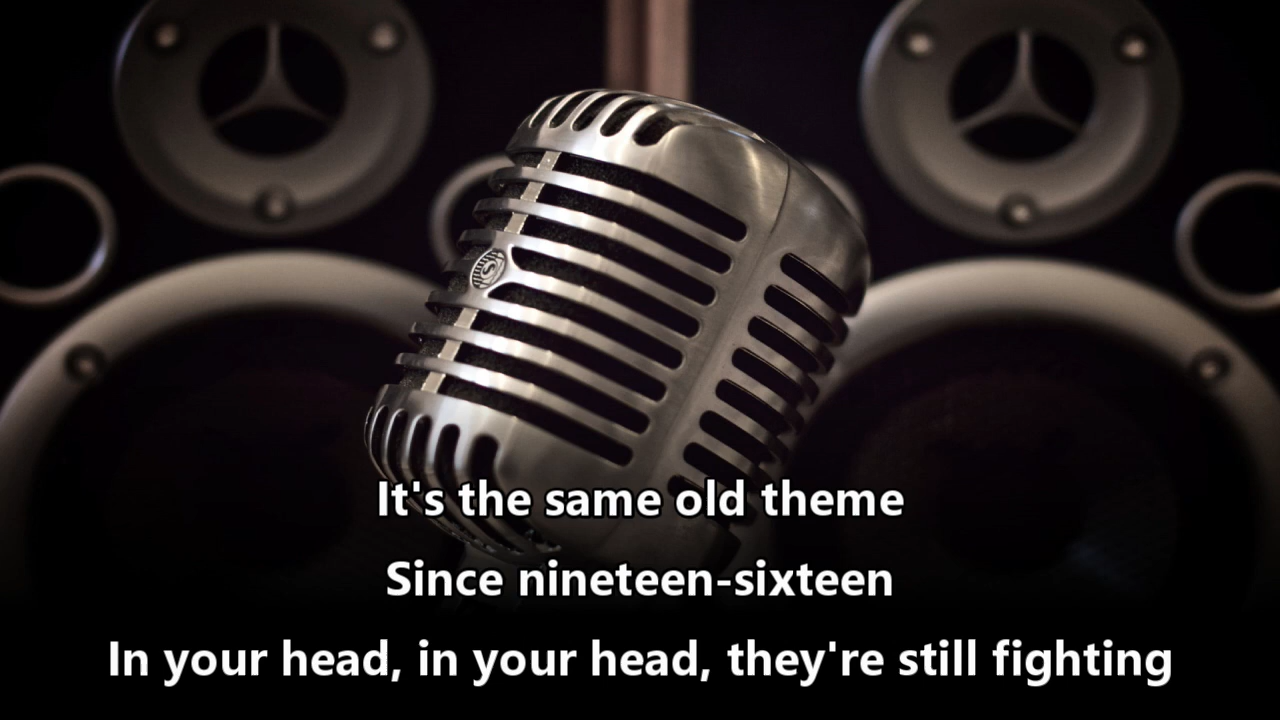 It's the same old theme
Since nineteen-sixteen
In your head, in your head, they're still fighting